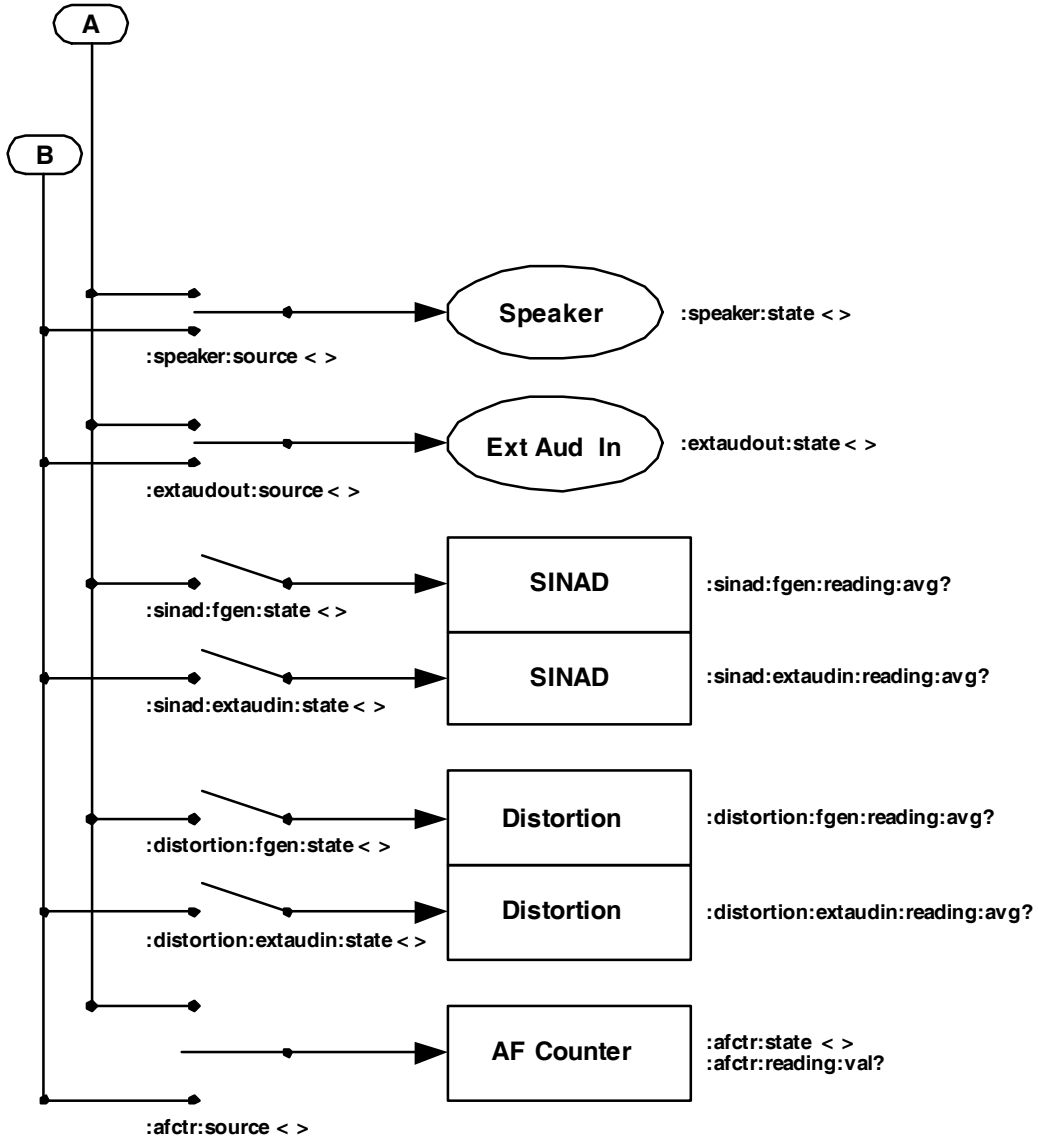 A
B
Speaker
:speaker:state < >
:speaker:source < >
Ext Aud In
:extaudout:state < >
:extaudout:source < >
SINAD
:sinad:fgen:reading:avg?
:sinad:fgen:state < >
SINAD
:sinad:extaudin:reading:avg?
:sinad:extaudin:state < >
Distortion
:distortion:fgen:reading:avg?
:distortion:fgen:state < >
Distortion
:distortion:extaudin:reading:avg?
:distortion:extaudin:state < >
AF Counter
:afctr:state < >
:afctr:reading:val?
:afctr:source < >